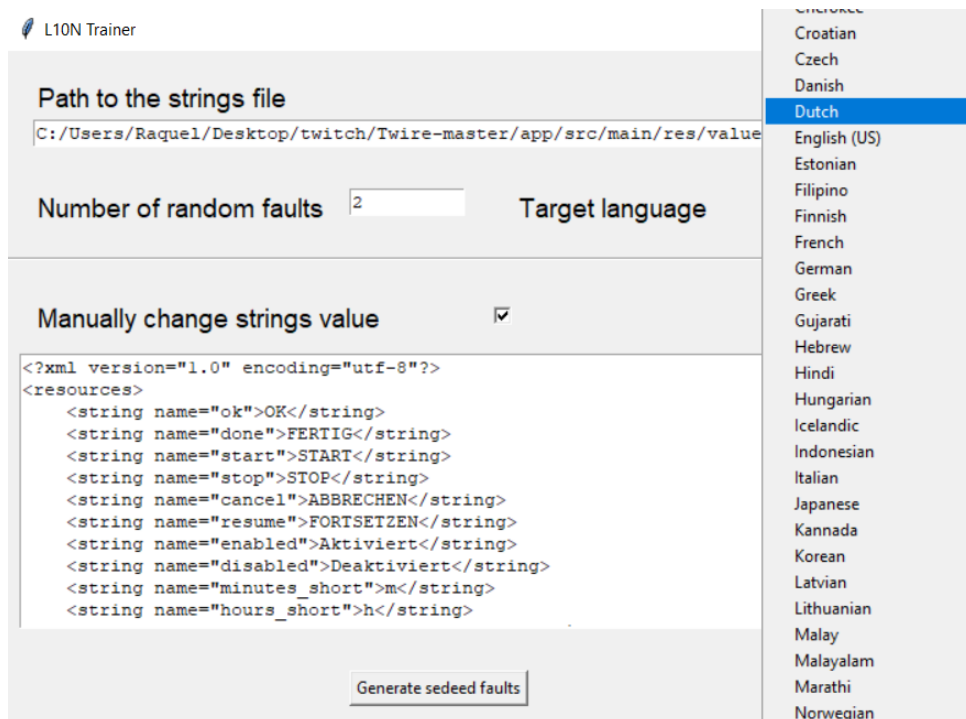 L10N Trainer
Path to the strings file
C:/Users/Raquel/Desktop/twitch/Twire-master/app/src/main/res/value
Number of random faults 2 Target language
Manually change strings value
<?xml version="1.0" encoding="utf-8"?>
<resources>
<string name="ok">OK</string>
<string name="done">FERTIG</string>
<string name="start">START</string>
<string name="stop">STOP</string>
<string name="cancel">ABBRECHEN</string>
<string name="resume">FORTSETZEN</string>
<string name="enabled">Aktiviert</string>
<string name="disabled">Deaktiviert</string>
<string name="minutes_short">m</string>
<string name="hours_short">h</string>
Generate sedeed faults
Cherokee
Croatian
Czech
Danish
Dutch
English (US)
Estonian
Filipino
Finnish
French
German
Greek
Gujarati
Hebrew
Hindi
Hungarian
Icelandic
Indonesian
Italian
Japanese
Kannada
Korean
Latvian
Lithuanian
Malay
Malayalam
Marathi
Norwegian